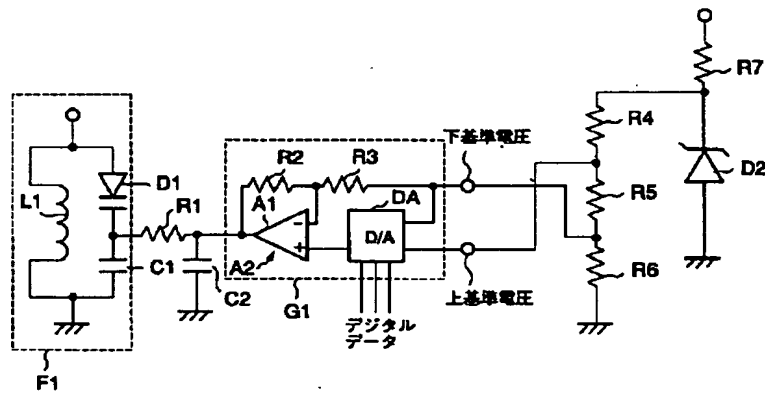 R7
R4
下基準電圧
D2
R2
R3
D1
DA
R5
L1
R1
A1
-
D/A
+
C1
A2
R6
C2
G1
上基準電圧
デジタル
データ
F1